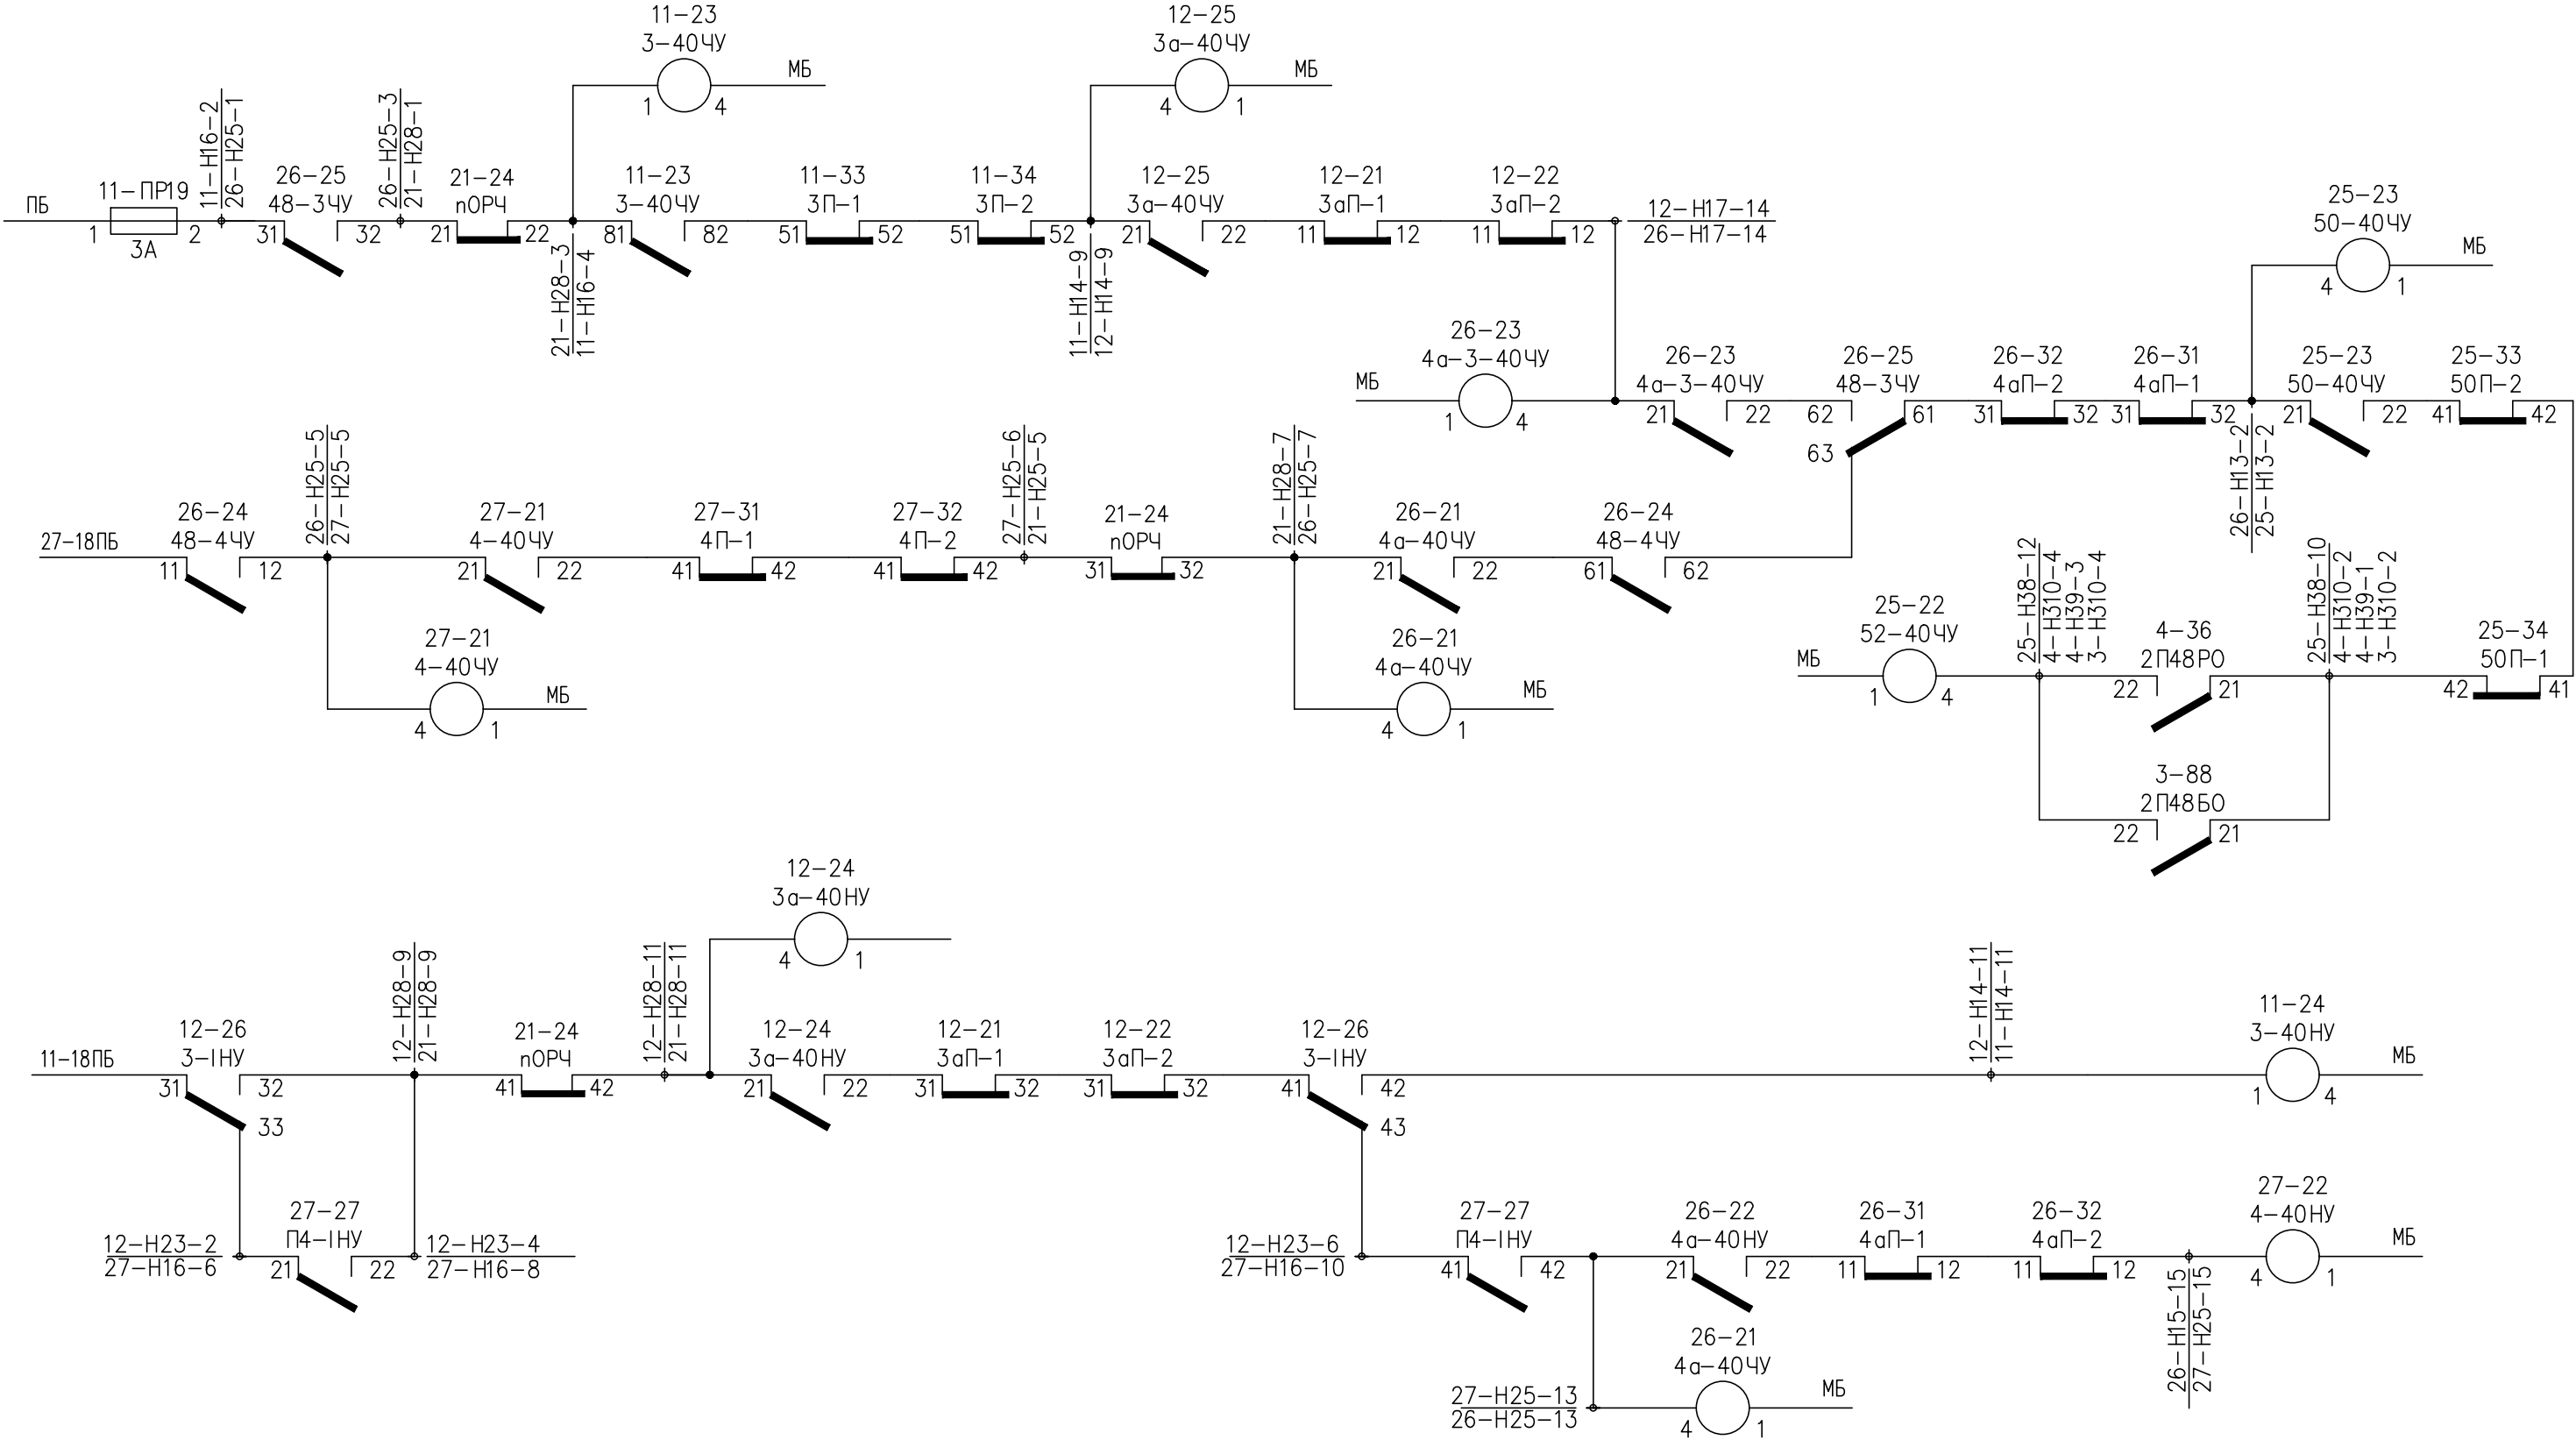 11-23
3-40ЧУ
МБ
1
4
12-25
3а-40ЧУ
МБ
4
1
ПБ
11-ПР19
1
2
3А
11-Н16-2
26-Н25-1
26-25
48-3ЧУ
31
32
26-Н25-3
21-Н28-1
21-24
пОРЧ
21
22
21-Н28-3
11-Н16-4
11-23
3-40ЧУ
81
82
11-33
3П-1
51
52
11-34
3П-2
51
52
11-Н14-9
12-Н14-9
12-25
3а-40ЧУ
21
22
12-21
3аП-1
11
12
12-22
3аП-2
11
12
12-Н17-14
26-Н17-14
25-23
50-40ЧУ
МБ
4
1
26-23
4а-3-40ЧУ
МБ
1
4
26-23
4а-3-40ЧУ
21
22
26-25
48-3ЧУ
62
61
63
26-32
4аП-2
31
32
26-31
4аП-1
31
32
26-Н13-2
25-Н13-2
25-23
50-40ЧУ
21
22
25-33
50П-2
41
42
27-18ПБ
26-24
48-4ЧУ
11
12
26-Н25-5
27-Н25-5
27-21
4-40ЧУ
21
22
27-31
4П-1
41
42
27-32
4П-2
41
42
27-Н25-6
21-Н25-5
21-24
пОРЧ
31
32
21-Н28-7
26-Н25-7
26-21
4а-40ЧУ
21
22
26-24
48-4ЧУ
61
62
27-21
4-40ЧУ
МБ
4
1
26-21
4а-40ЧУ
МБ
4
1
25-22
52-40ЧУ
МБ
1
4
25-Н38-12
4-Н310-4
4-Н39-3
3-Н310-4
4-36
2П48РО
22
21
25-Н38-10
4-Н310-2
4-Н39-1
3-Н310-2
25-34
50П-1
42
41
3-88
2П48БО
22
21
12-24
3а-40НУ
4
1
11-18ПБ
12-26
3-IНУ
31
32
33
12-Н28-9
21-Н28-9
21-24
пОРЧ
41
42
12-Н28-11
21-Н28-11
12-24
3а-40НУ
21
22
12-21
3аП-1
31
32
12-22
3аП-2
31
32
12-26
3-IНУ
41
42
43
12-Н14-11
11-Н14-11
11-24
3-40НУ
МБ
1
4
12-Н23-2
27-Н16-6
27-27
П4-IНУ
21
22
12-Н23-4
27-Н16-8
12-Н23-6
27-Н16-10
27-27
П4-IНУ
41
42
26-22
4а-40НУ
21
22
26-31
4аП-1
11
12
26-32
4аП-2
11
12
26-Н15-15
27-Н25-15
27-22
4-40НУ
МБ
4
1
27-Н25-13
26-Н25-13
26-21
4а-40ЧУ
МБ
4
1